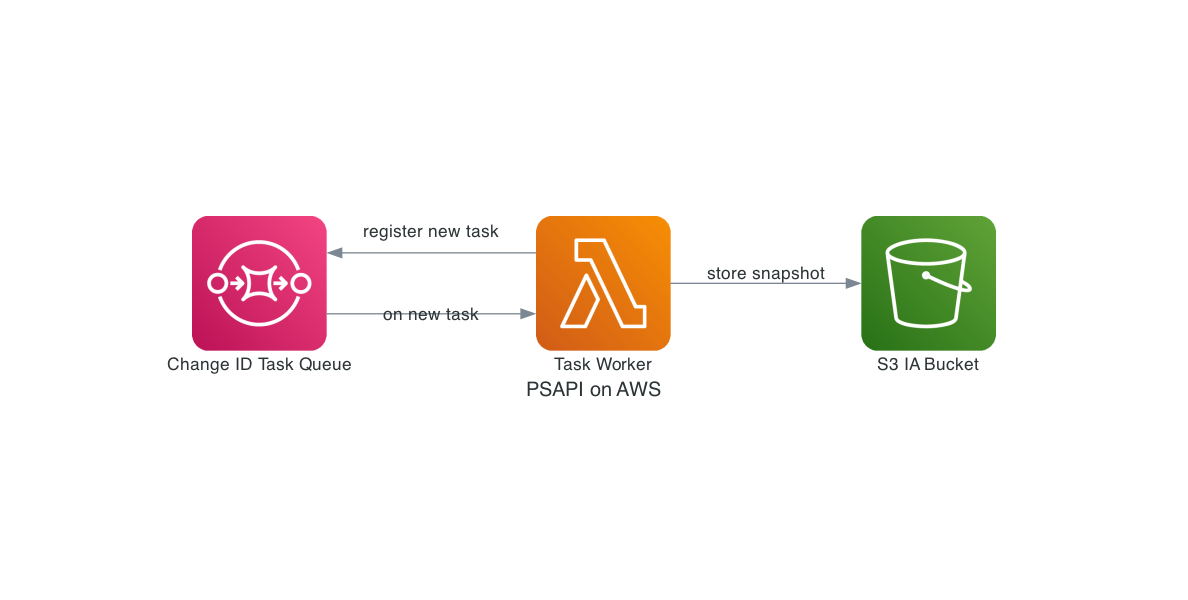 register new task
store snapshot
on new task
Change ID Task Queue
Task Worker
S3 IA Bucket
PSAPI on AWS